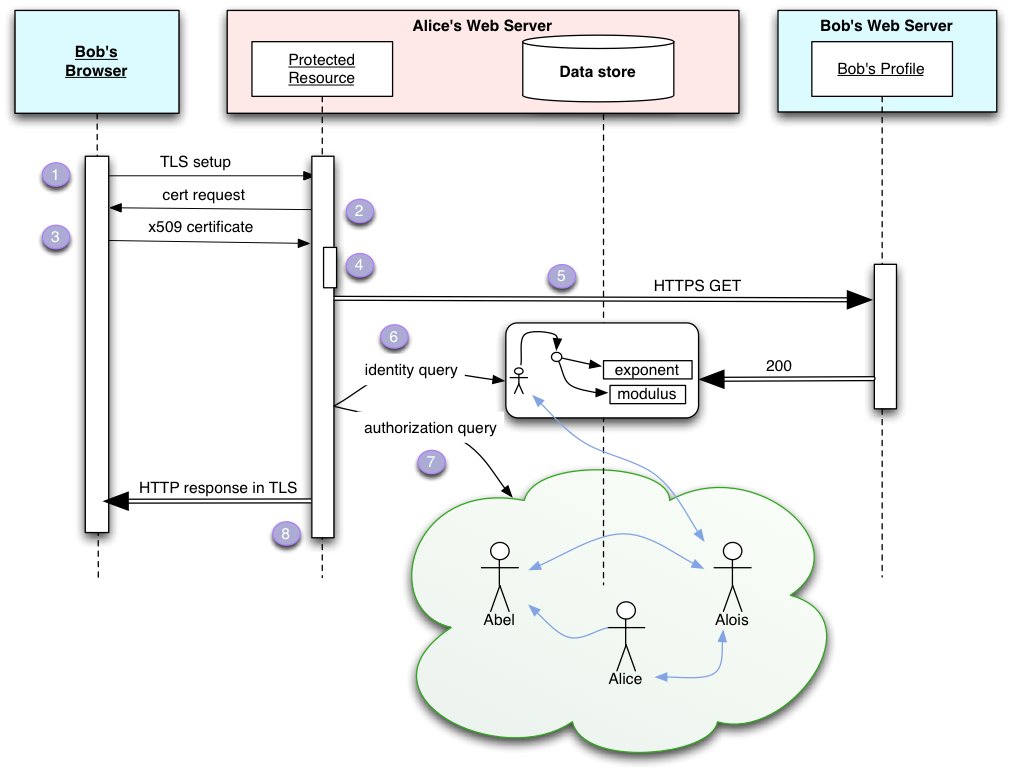 Bob's
Browser
Alice's Web Server
Protected
Resource
Data store
Bob's Web Server
Bob's Profile
1
TLS setup
cert request
2
3
x509 certificate
4
5
HTTPS GET
6
identity query
exponent
modulus
200
authorization query
7
HTTP response in TLS
8
Abel
Alois
Alice